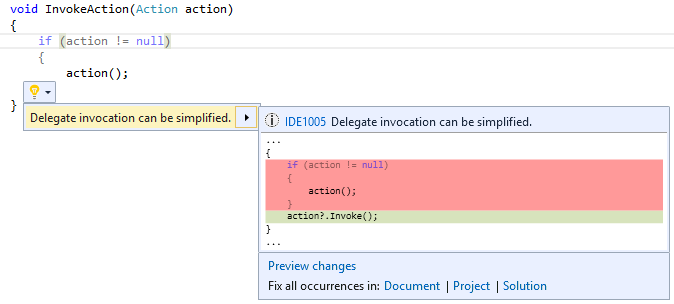 void InvokeAction(Action action)
{
if (action != null)
{
action();
}
Delegate invocation can be simplified.
IDE1005 Delegate invocation can be simplified.
...
{
if (action != null)
{
action();
}
action?.Invoke();
}
...
Preview changes
Fix all occurrences in: Document | Project | Solution